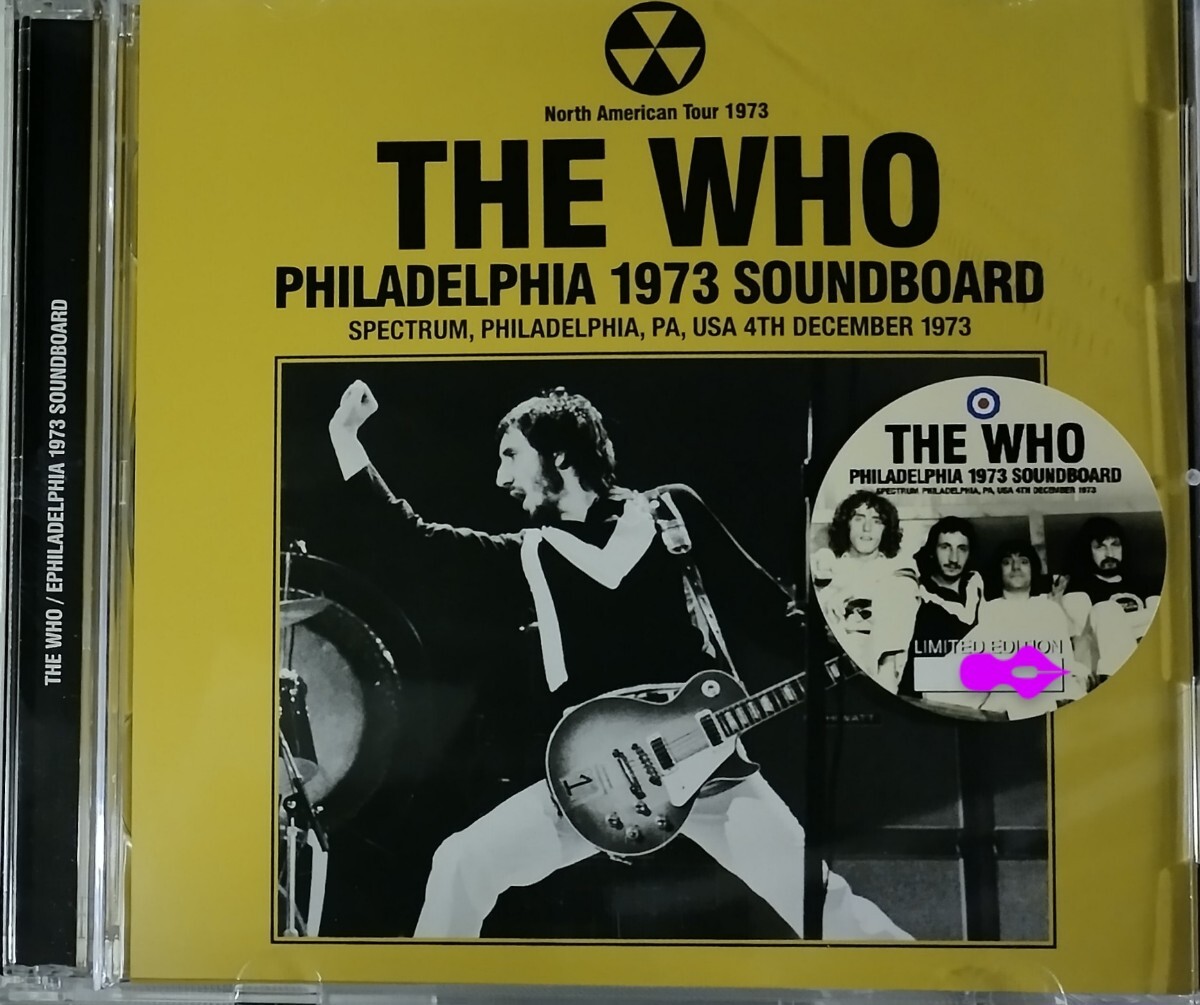 North American Tour 1973
THE WHO
PHILADELPHIA 1973 SOUNDBOARD
SPECTRUM, PHILADELPHIA, PA, USA 4TH DECEMBER 1973
THE WHO / EPHILADELPHIA 1973 SOUNDBOARD
THE WHO
PHILADELPHIA 1973 SOUNDBOARD
SPECTRUM, PHILADELPHIA, PA, USA 4TH DECEMBER 1973
LIMITED EDITION
1